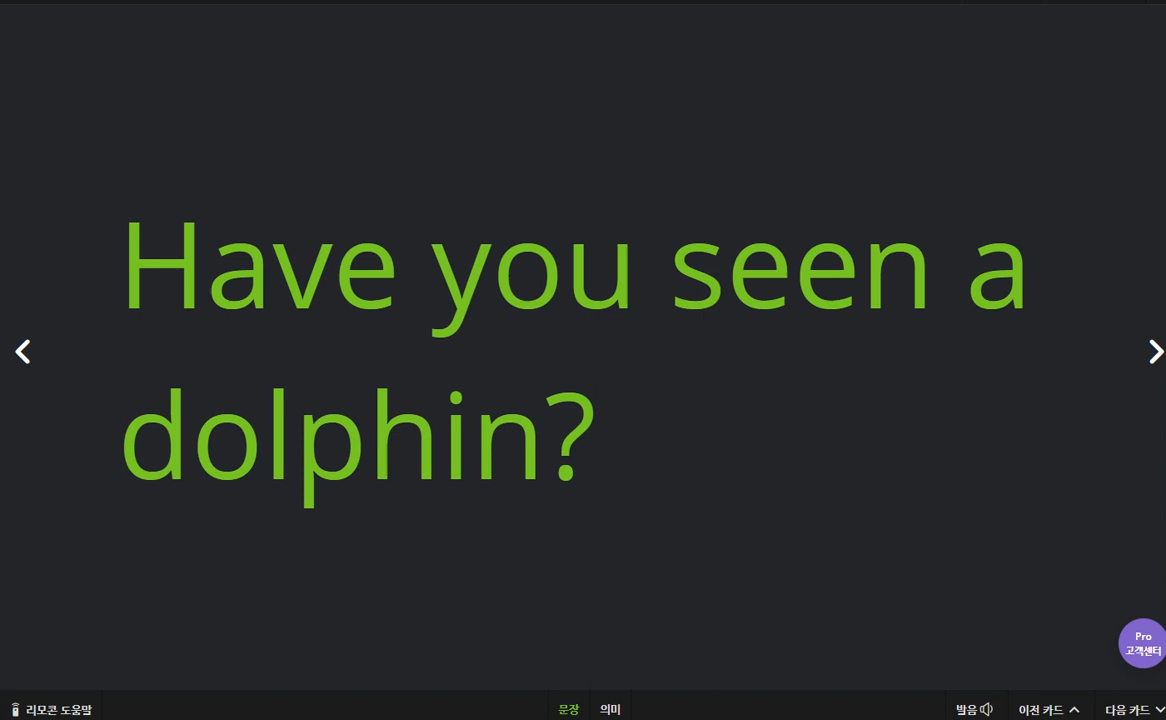 Have you seen a
dolphin?
Pro
고객센터
리모콘 도움말
문장
의미
발음
이전 카드
다음 카드